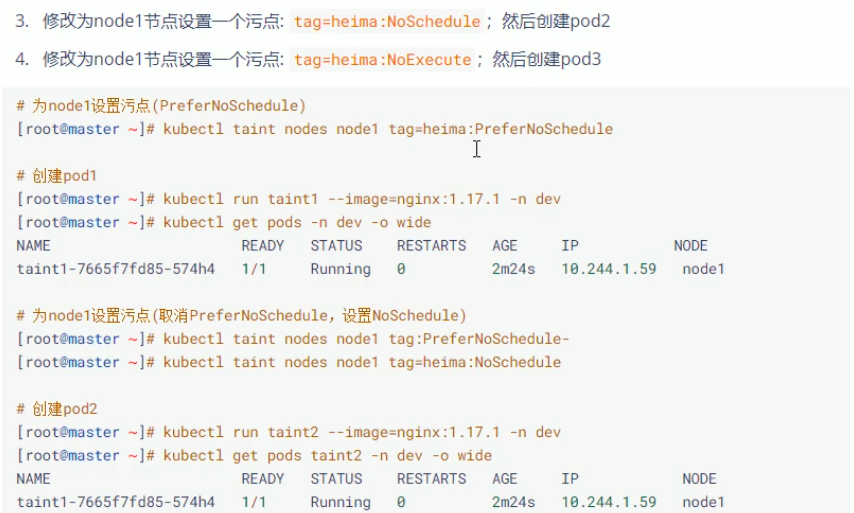 3. 修改为node1节点设置一个污点: tag=heima:NoSchedule ; 然后创建pod2
4. 修改为node1节点设置一个污点: tag=heima:NoExecute ; 然后创建pod3
# 为node1设置污点(PreferNoSchedule)
[root@master ~]# kubectl taint nodes node1 tag=heima:PreferNoSchedule
# 创建pod1
[root@master ~]# kubectl run taint1 --image=nginx:1.17.1 -n dev
[root@master ~]# kubectl get pods -n dev -o wide
NAME READY STATUS RESTARTS AGE IP NODE
taint1-7665f7fd85-574h4 1/1 Running 0 2m24s 10.244.1.59 node1
# 为node1设置污点(取消PreferNoSchedule，设置NoSchedule)
[root@master ~]# kubectl taint nodes node1 tag:PreferNoSchedule-
[root@master ~]# kubectl taint nodes node1 tag=heima:NoSchedule
# 创建pod2
[root@master ~]# kubectl run taint2 --image=nginx:1.17.1 -n dev
[root@master ~]# kubectl get pods taint2 -n dev -o wide
NAME READY STATUS RESTARTS AGE IP NODE
taint1-7665f7fd85-574h4 1/1 Running 0 2m24s 10.244.1.59 node1